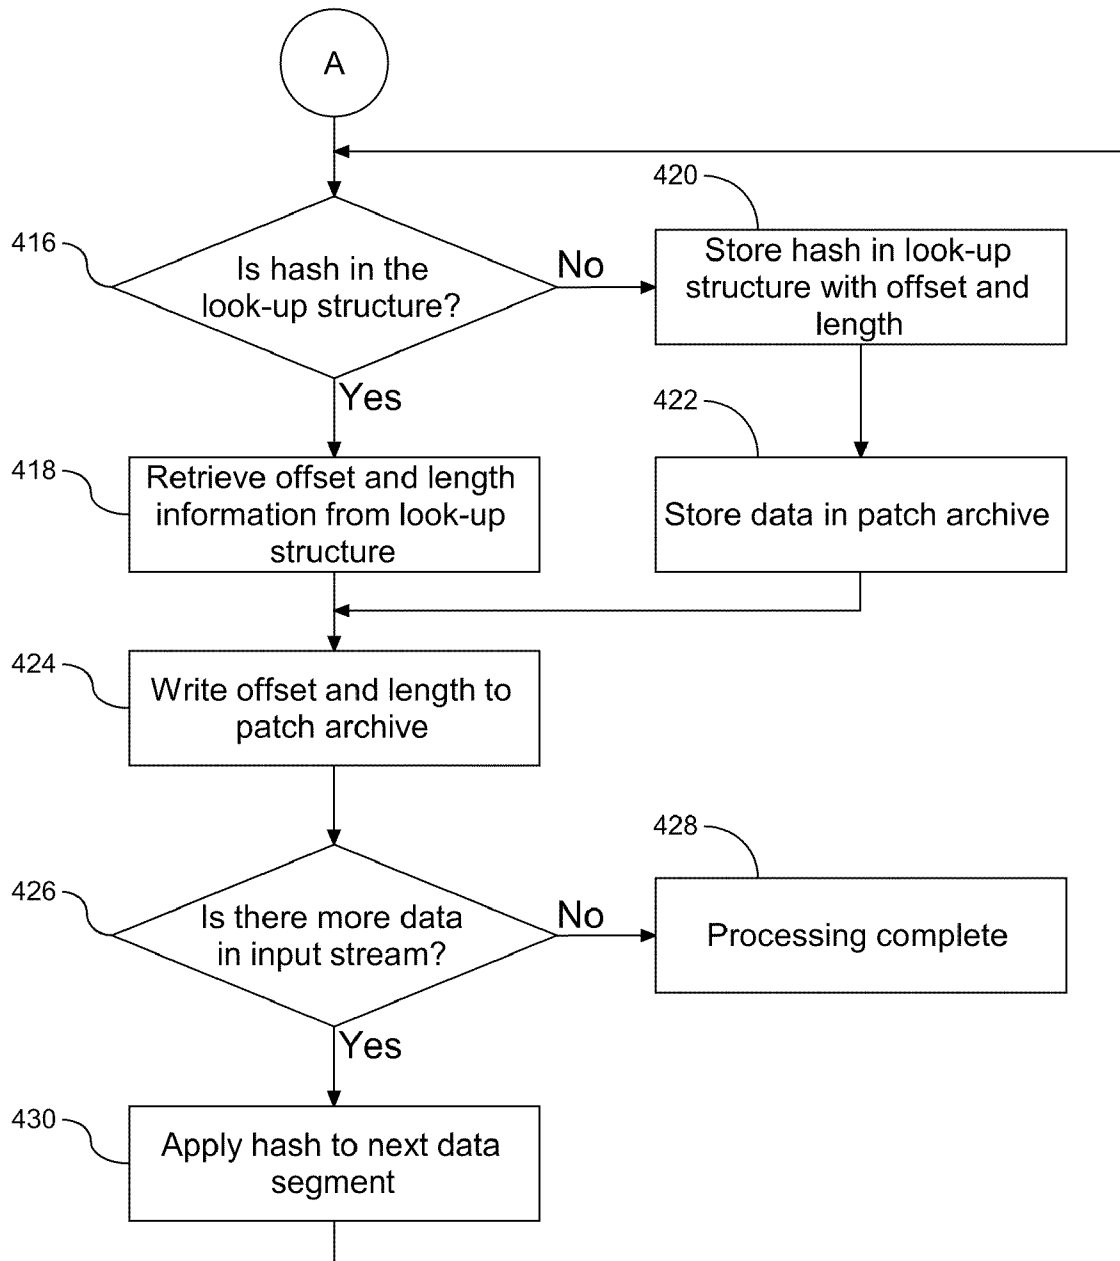 A
420
416
Is hash in the
look-up structure?
No
Store hash in look-up
structure with offset and
length
Yes
422
418
Retrieve offset and length
information from look-up
structure
Store data in patch archive
424
Write offset and length to
patch archive
428
426
Is there more data
in input stream?
No
Processing complete
Yes
430
Apply hash to next data
segment